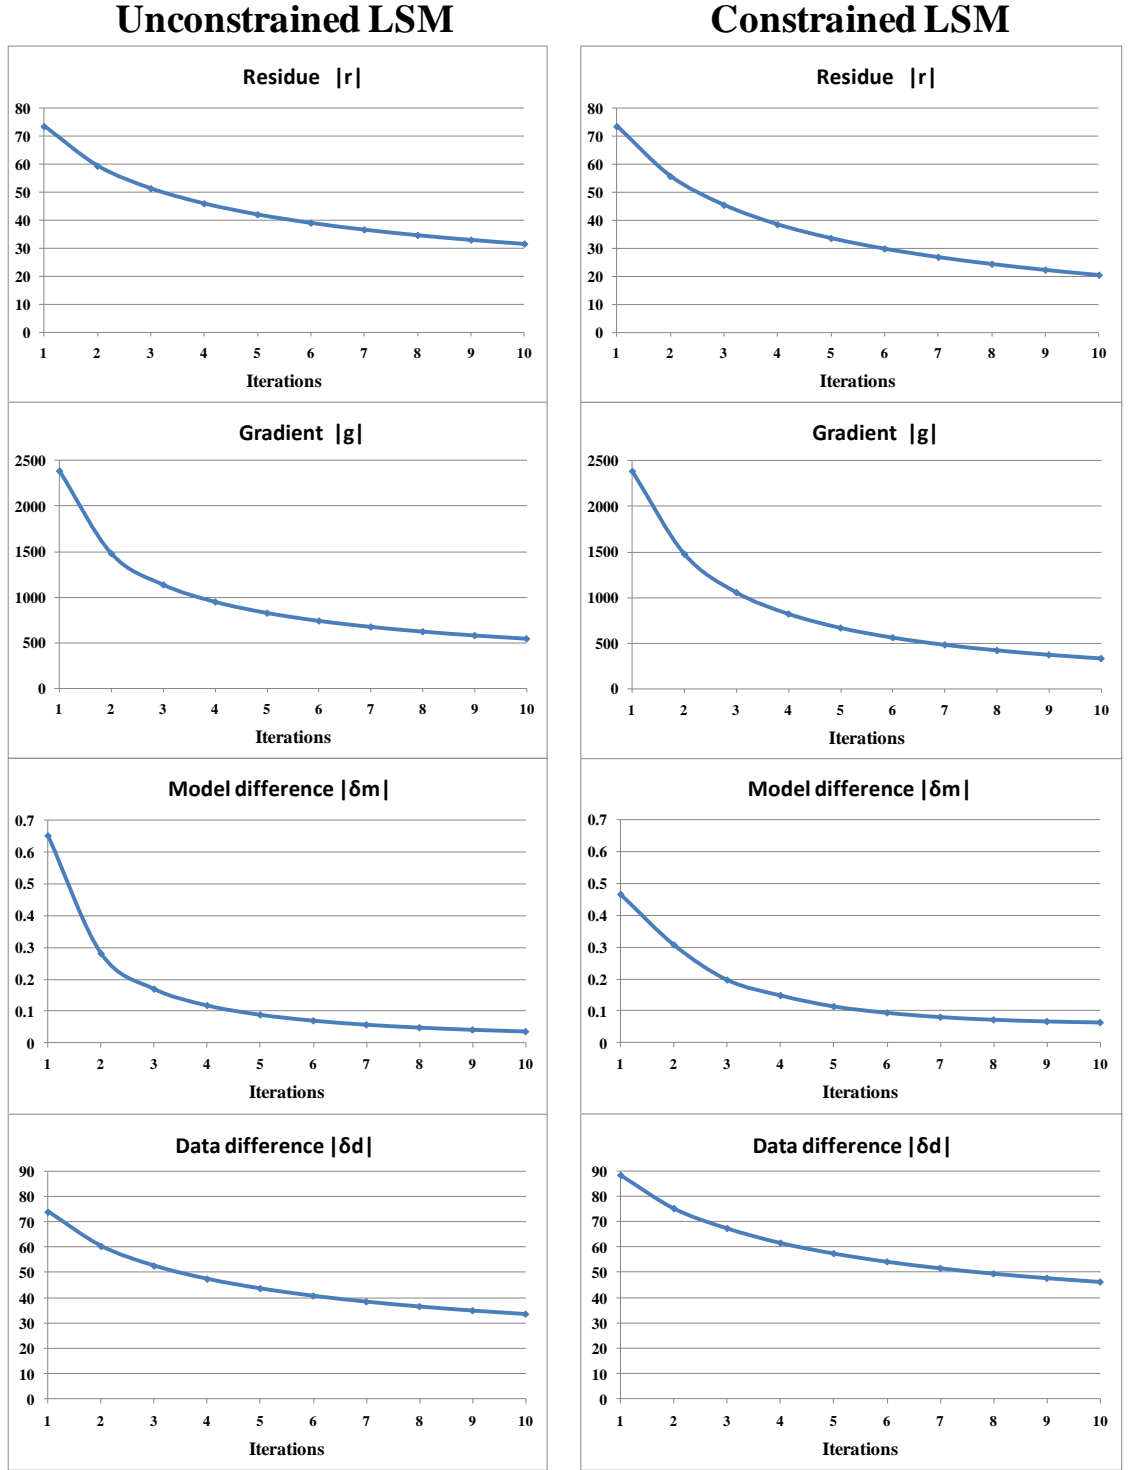 Unconstrained LSM
Constrained LSM
Residue |r|
80
70
60
50
40
30
20
10
0
1 2 3 4 5 6 7 8 9 10
Iterations
Residue |r|
80
70
60
50
40
30
20
10
0
1 2 3 4 5 6 7 8 9 10
Iterations
Gradient |g|
2500
2000
1500
1000
500
0
1 2 3 4 5 6 7 8 9 10
Iterations
Gradient |g|
2500
2000
1500
1000
500
0
1 2 3 4 5 6 7 8 9 10
Iterations
Model difference |δm|
0.7
0.6
0.5
0.4
0.3
0.2
0.1
0
1 2 3 4 5 6 7 8 9 10
Iterations
Model difference |δm|
0.7
0.6
0.5
0.4
0.3
0.2
0.1
0
1 2 3 4 5 6 7 8 9 10
Iterations
Data difference |δd|
90
80
70
60
50
40
30
20
10
0
1 2 3 4 5 6 7 8 9 10
Iterations
Data difference |δd|
90
80
70
60
50
40
30
20
10
0
1 2 3 4 5 6 7 8 9 10
Iterations